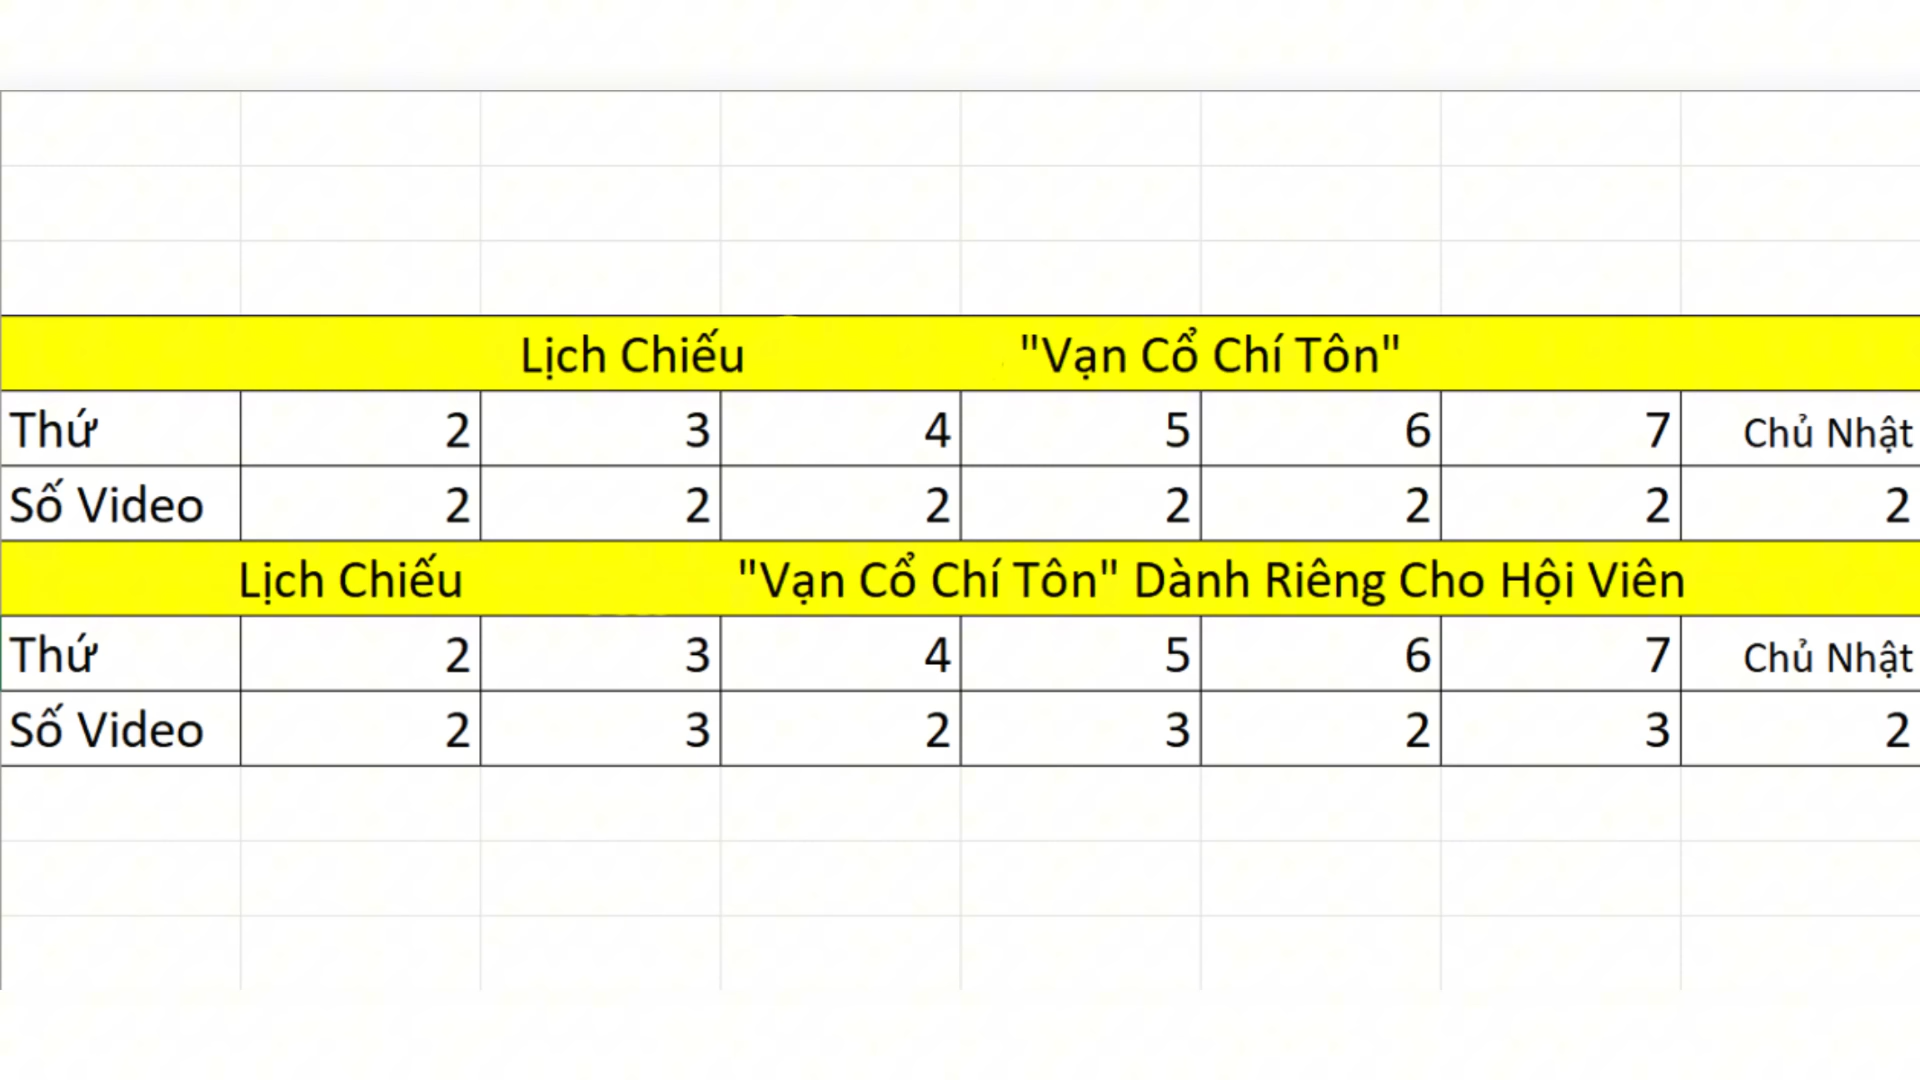 Lịch Chiếu "Vạn Cổ Chí Tôn"
Thứ 2 3 4 5 6 7 Chủ Nhật
Số Video 2 2 2 2 2 2 2
Lịch Chiếu "Vạn Cổ Chí Tôn" Dành Riêng Cho Hội Viên
Thứ 2 3 4 5 6 7 Chủ Nhật
Số Video 2 3 2 3 2 3 2